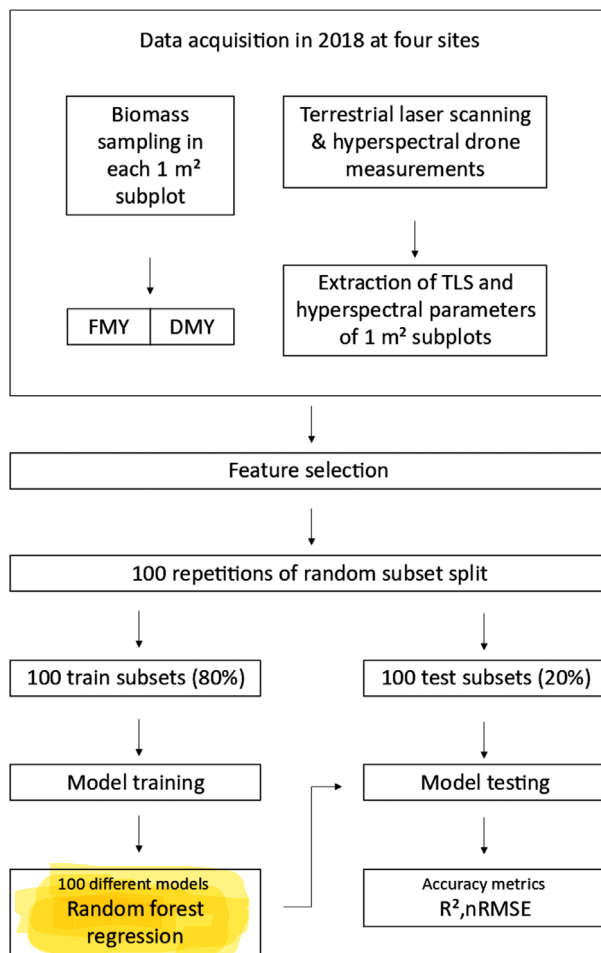 Data acquisition in 2018 at four sites
Biomass
sampling in
each 1 m²
subplot
Terrestrial laser scanning
& hyperspectral drone
measurements
FMY
DMY
Extraction of TLS and
hyperspectral parameters
of 1 m² subplots
Feature selection
100 repetitions of random subset split
100 train subsets (80%)
100 test subsets (20%)
Model training
Model testing
100 different models
Random forest
regression
Accuracy metrics
R²,nRMSE